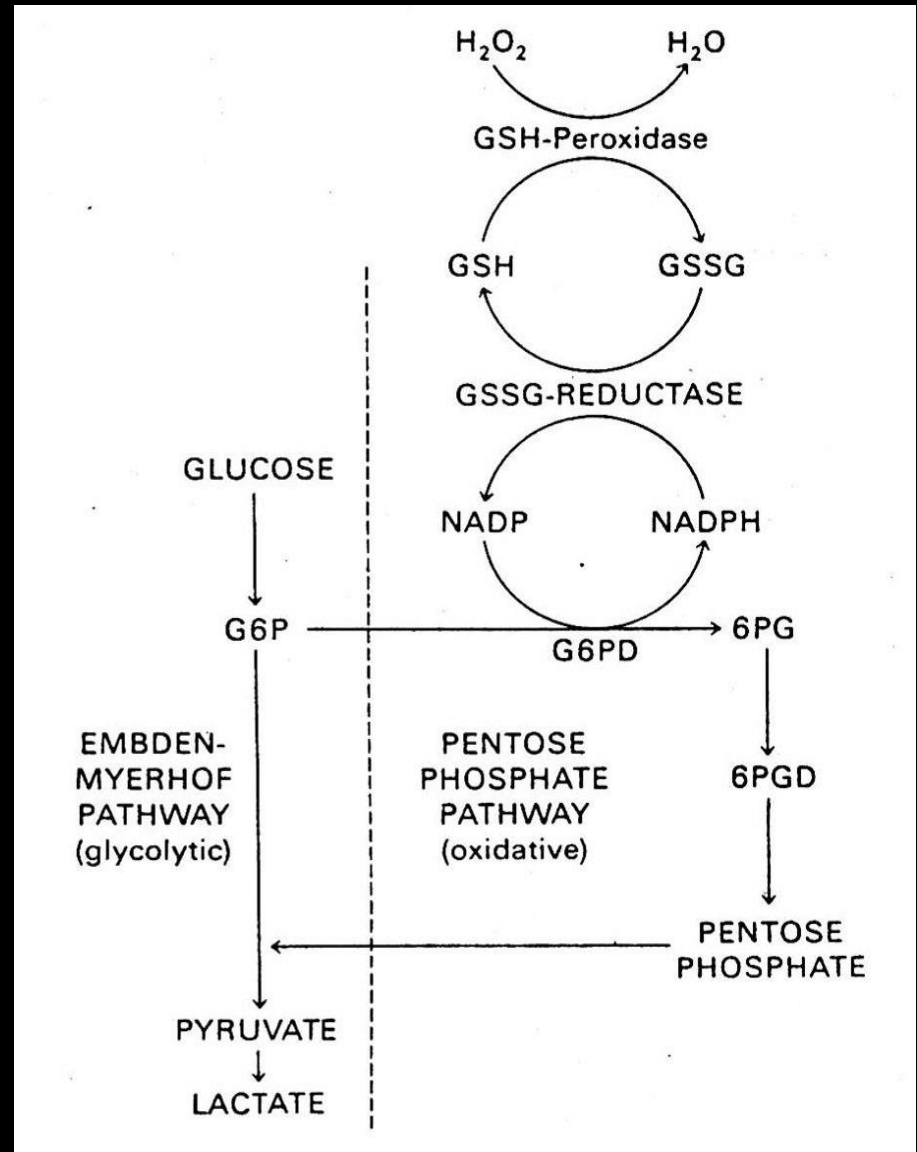 H₂O₂ H₂O
GSH-Peroxidase
GSH GSSG
GSSG-REDUCTASE
GLUCOSE
NADP NADPH
G6P 6PG
G6PD
EMBDEN-
MYERHOF
PATHWAY
(glycolytic)
PENTOSE
PHOSPHATE
PATHWAY
(oxidative)
6PGD
PENTOSE
PHOSPHATE
PYRUVATE
LACTATE